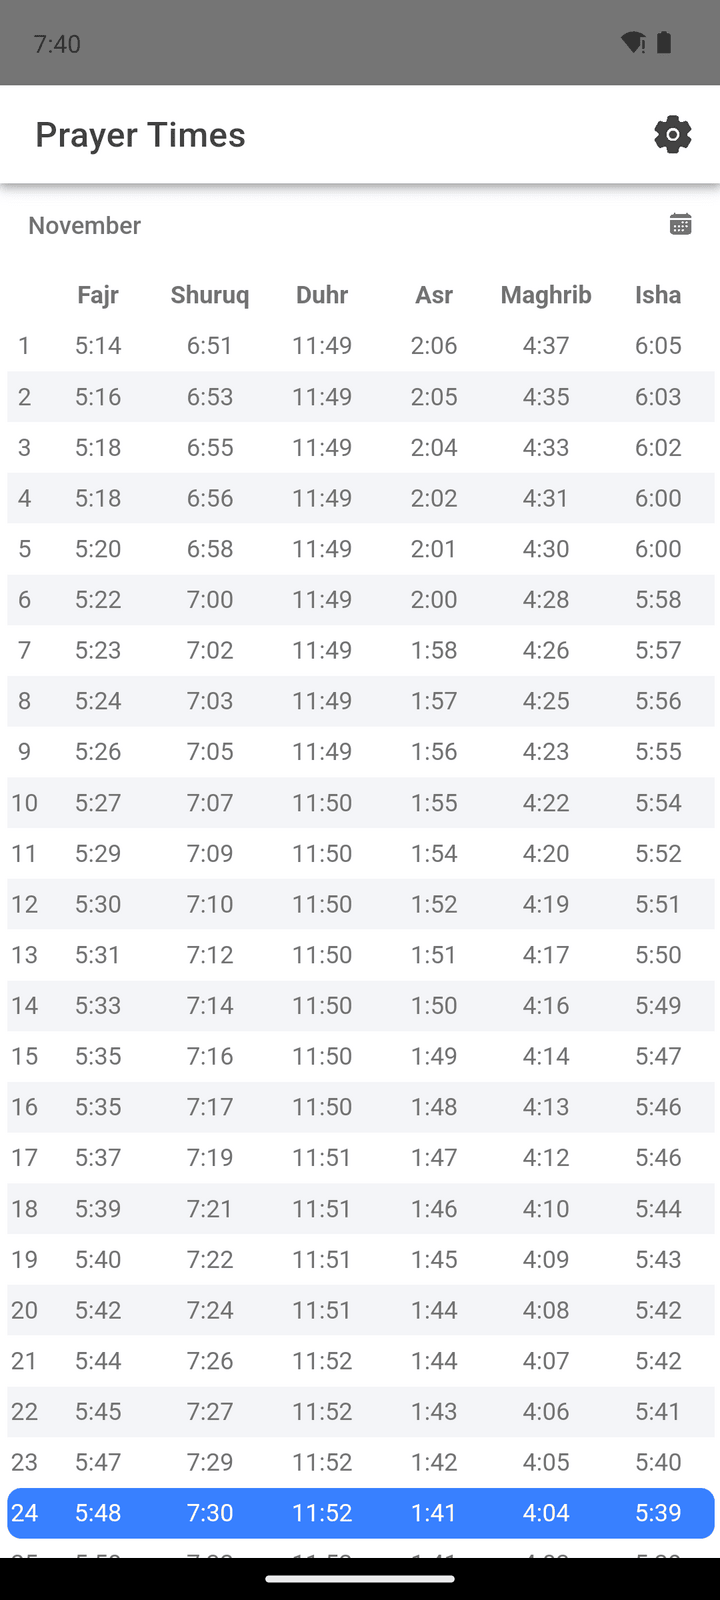 7:40
Prayer Times
November
Fajr Shuruq Duhr Asr Maghrib Isha
1 5:14 6:51 11:49 2:06 4:37 6:05
2 5:16 6:53 11:49 2:05 4:35 6:03
3 5:18 6:55 11:49 2:04 4:33 6:02
4 5:18 6:56 11:49 2:02 4:31 6:00
5 5:20 6:58 11:49 2:01 4:30 6:00
6 5:22 7:00 11:49 2:00 4:28 5:58
7 5:23 7:02 11:49 1:58 4:26 5:57
8 5:24 7:03 11:49 1:57 4:25 5:56
9 5:26 7:05 11:49 1:56 4:23 5:55
10 5:27 7:07 11:50 1:55 4:22 5:54
11 5:29 7:09 11:50 1:54 4:20 5:52
12 5:30 7:10 11:50 1:52 4:19 5:51
13 5:31 7:12 11:50 1:51 4:17 5:50
14 5:33 7:14 11:50 1:50 4:16 5:49
15 5:35 7:16 11:50 1:49 4:14 5:47
16 5:35 7:17 11:50 1:48 4:13 5:46
17 5:37 7:19 11:51 1:47 4:12 5:46
18 5:39 7:21 11:51 1:46 4:10 5:44
19 5:40 7:22 11:51 1:45 4:09 5:43
20 5:42 7:24 11:51 1:44 4:08 5:42
21 5:44 7:26 11:52 1:44 4:07 5:42
22 5:45 7:27 11:52 1:43 4:06 5:41
23 5:47 7:29 11:52 1:42 4:05 5:40
24 5:48 7:30 11:52 1:41 4:04 5:39